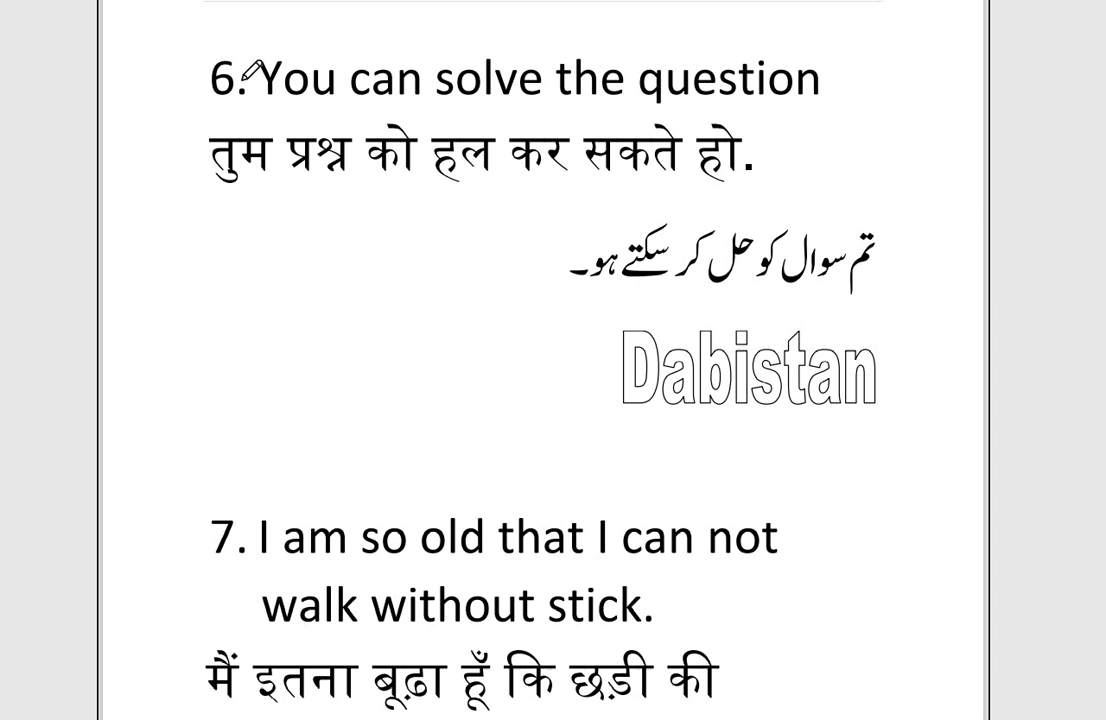 6. You can solve the question
तुम प्रश्न को हल कर सकते हो.
تم سوال کو حل کر سکتے ہو۔
Dabistan
7. I am so old that I can not
walk without stick.
मैं इतना बूढ़ा हूँ कि छड़ी की